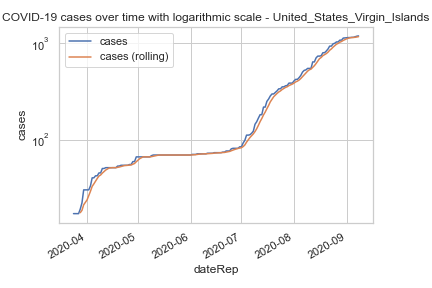 COVID-19 cases over time with logarithmic scale - United_States_Virgin_Islands
cases
cases (rolling)
10³
10²
cases
2020-04
2020-05
2020-06
2020-07
2020-08
2020-09
dateRep